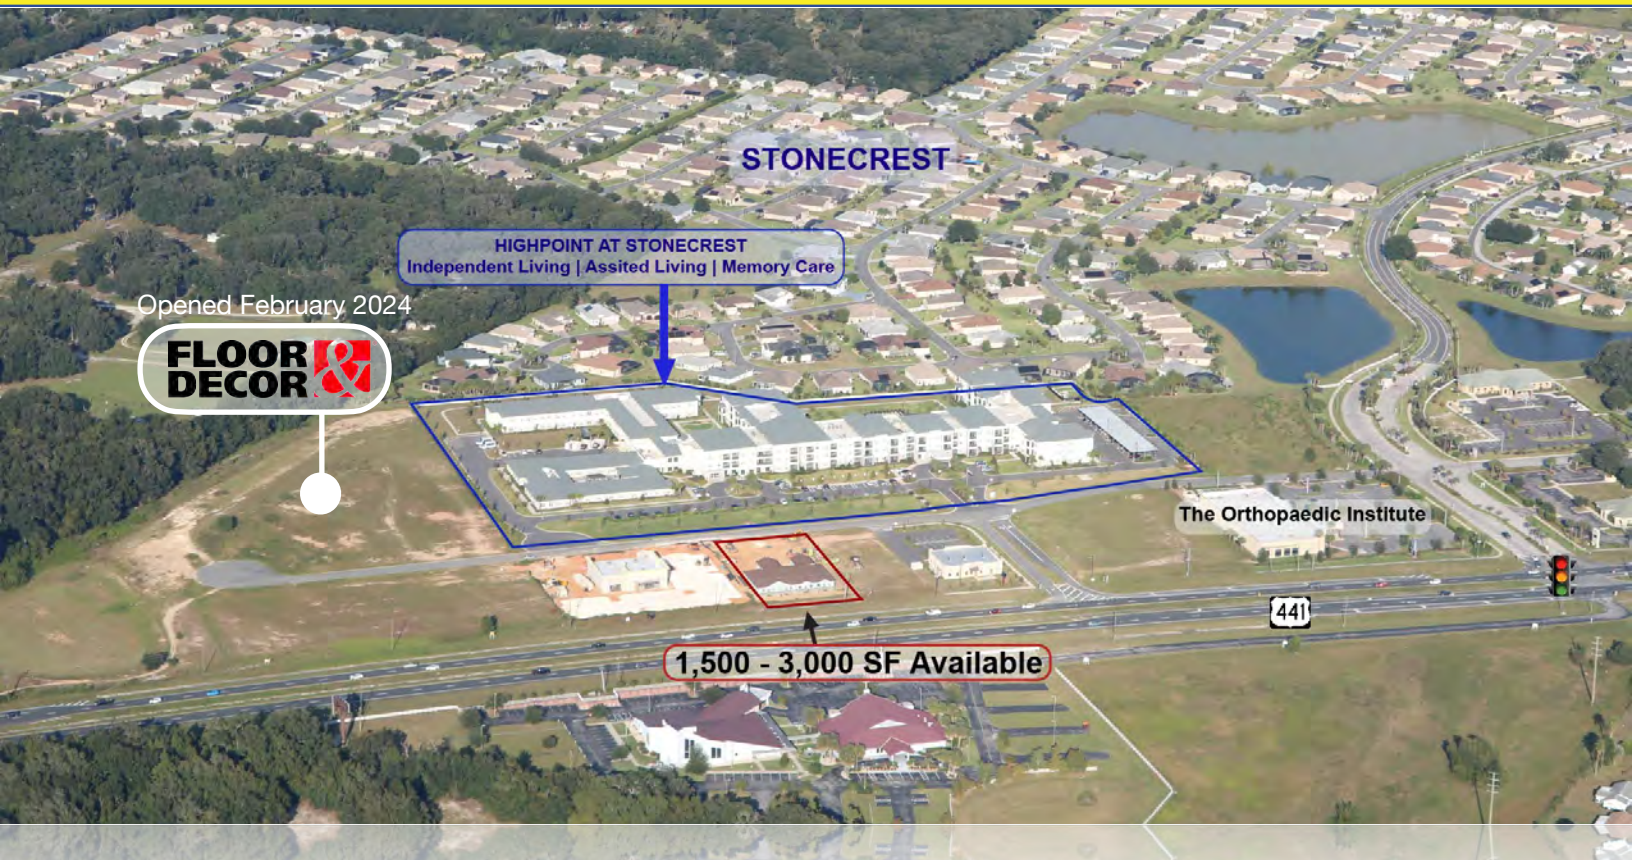 STONECREST
HIGHPOINT AT STONECREST
Independent Living | Assited Living | Memory Care
Opened February 2024
FLOOR &
DECOR
The Orthopaedic Institute
441
1,500 - 3,000 SF Available